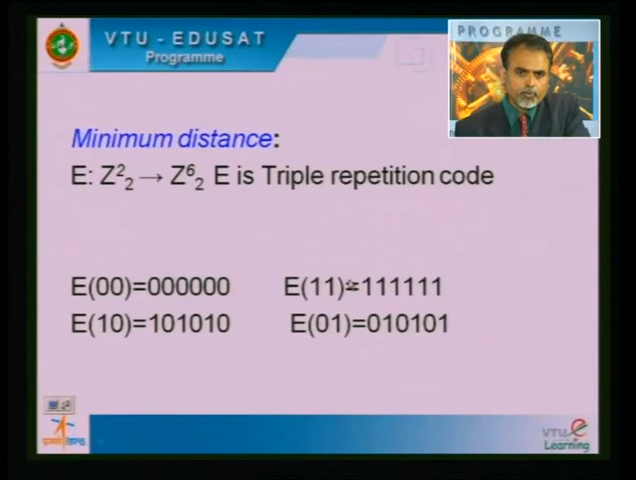 VTU - EDUSAT
Programme
PROGRAMME
Minimum distance:
E: Z²₂ → Z⁶₂ E is Triple repetition code
E(00)=000000 E(11)=111111
E(10)=101010 E(01)=010101
VTU e
Learning